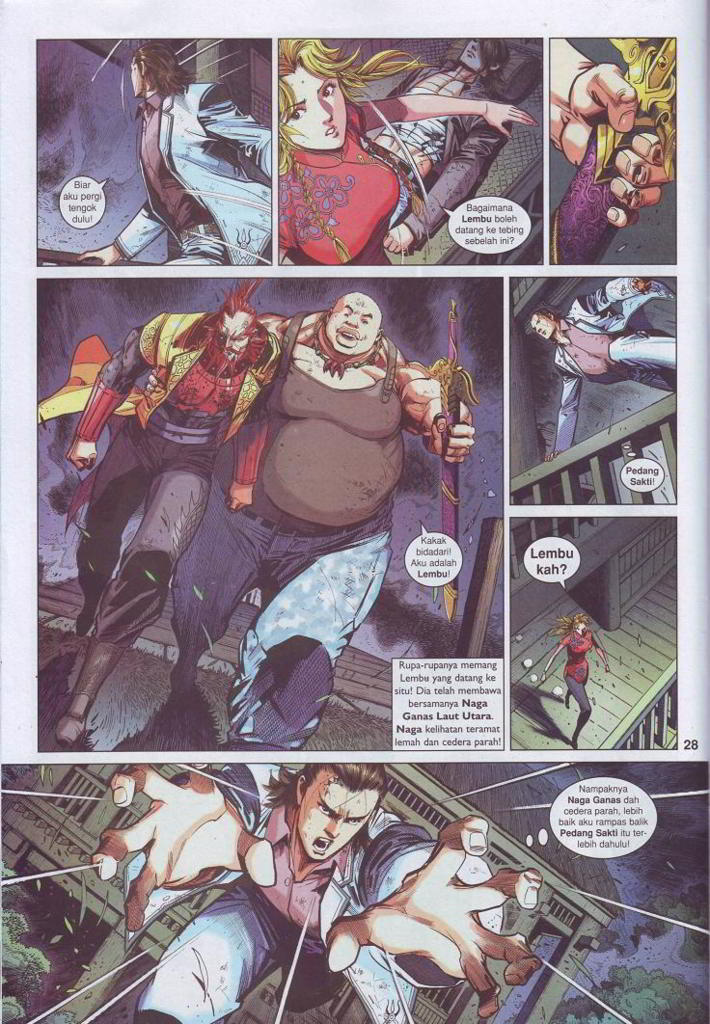 Biar
aku pergi
tengok
dulu!
Bagaimana
Lembu boleh
datang ke tebing
sebelah ini?
Kakak
bidadari!
Aku adalah
Lembu!
Rupa-rupanya memang
Lembu yang datang ke
situ! Dia telah membawa
bersamanya Naga
Ganas Laut Utara.
Naga kelihatan teramat
lemah dan cedera parah!
Pedang
Sakti!
Lembu
kah?
28
Nampaknya
Naga Ganas dah
cedera parah, lebih
baik aku rampas balik
Pedang Sakti itu ter-
lebih dahulu!